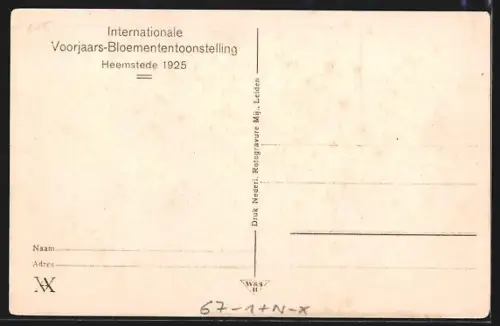 Internationale
Voorjaars-Bloemententoonstelling
Heemstede 1925
Druk Nederl. Rotogravure Mij., Leiden
Naam
Adres
67-1+N-X